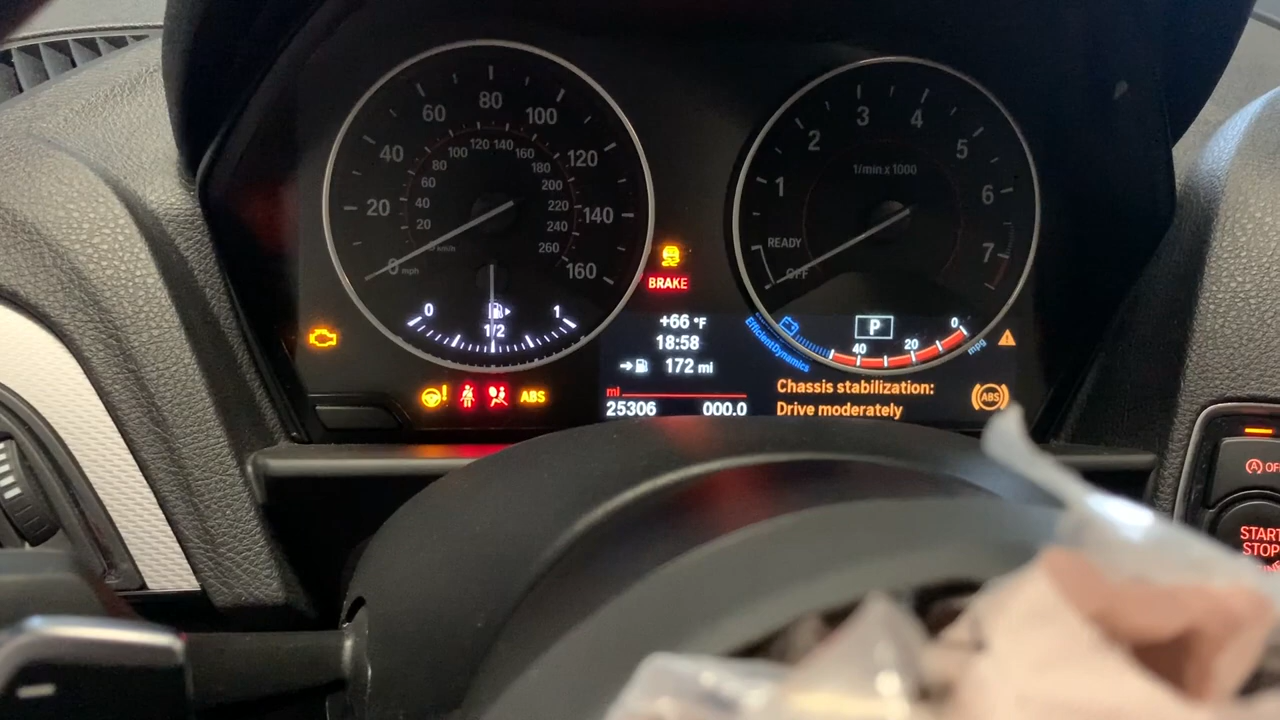 0 mph
20
40
60
80
100
120
140
160
0 km/h
20
40
60
80
100
120
140
160
180
200
220
240
260
0
1/2
1
BRAKE
+66 °F
18:58
172 mi
mi
25306 000.0
1
2
3
4
5
6
7
1/min x 1000
READY
OFF
EfficientDynamics
P
40
20
0
mpg
Chassis stabilization:
Drive moderately
ABS
ABS
A OFF
START
STOP